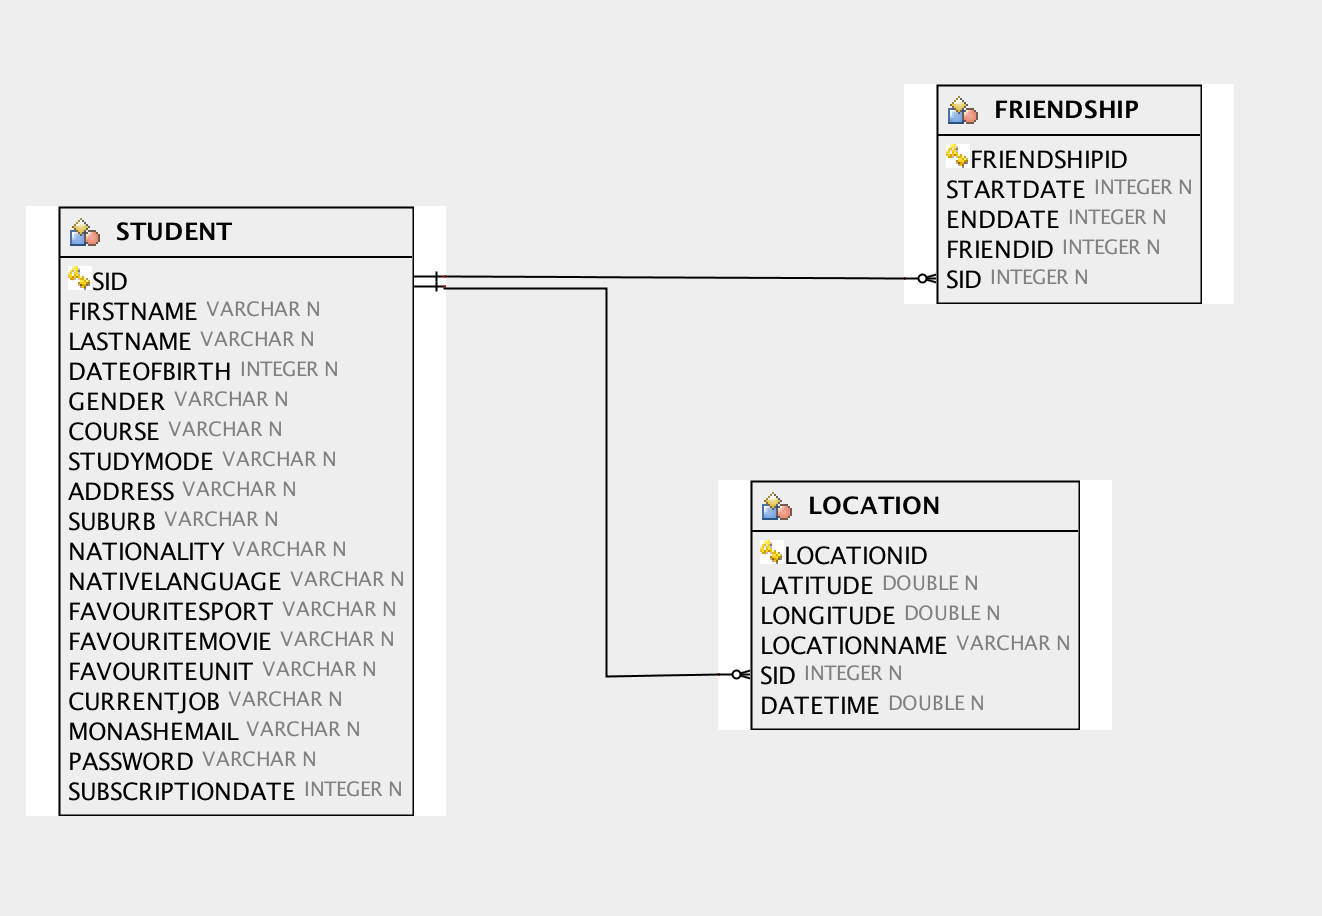 STUDENT
SID
FIRSTNAME VARCHAR N
LASTNAME VARCHAR N
DATEOFBIRTH INTEGER N
GENDER VARCHAR N
COURSE VARCHAR N
STUDYMODE VARCHAR N
ADDRESS VARCHAR N
SUBURB VARCHAR N
NATIONALITY VARCHAR N
NATIVELANGUAGE VARCHAR N
FAVOURITESPORT VARCHAR N
FAVOURITEMOVIE VARCHAR N
FAVOURITEUNIT VARCHAR N
CURRENTJOB VARCHAR N
MONASHEMAIL VARCHAR N
PASSWORD VARCHAR N
SUBSCRIPTIONDATE INTEGER N
FRIENDSHIP
FRIENDSHIPID
STARTDATE INTEGER N
ENDDATE INTEGER N
FRIENDID INTEGER N
SID INTEGER N
LOCATION
LOCATIONID
LATITUDE DOUBLE N
LONGITUDE DOUBLE N
LOCATIONNAME VARCHAR N
SID INTEGER N
DATETIME DOUBLE N